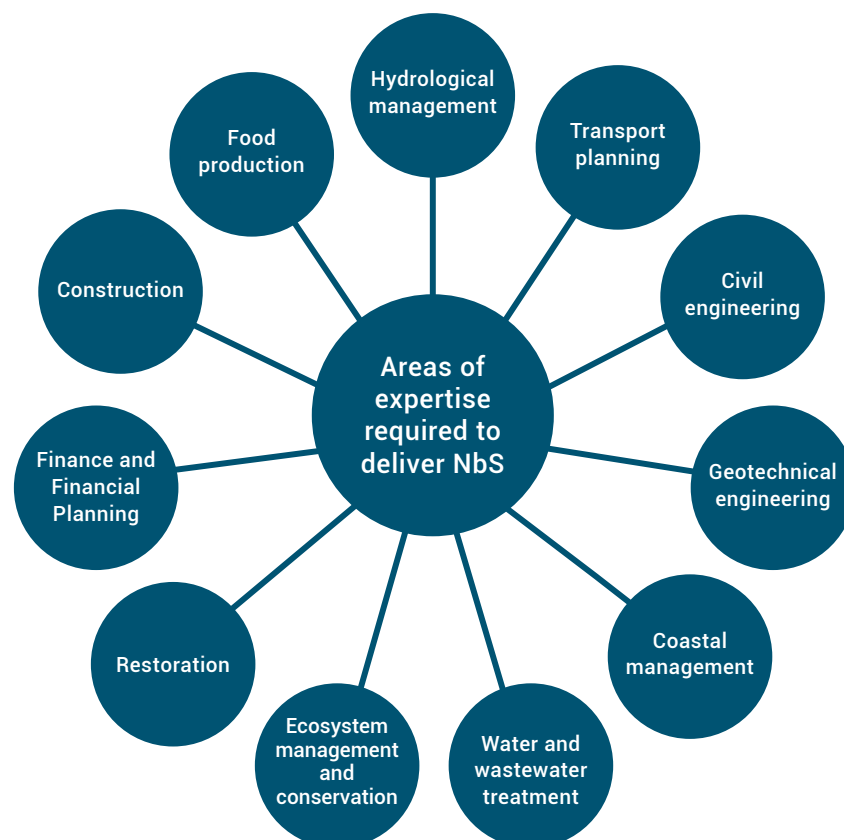 Hydrological
management
Transport
planning
Food
production
Civil
engineering
Construction
Areas of
expertise
required to
deliver NbS
Finance and
Financial
Planning
Geotechnical
engineering
Coastal
management
Restoration
Ecosystem
management
and
conservation
Water and
wastewater
treatment